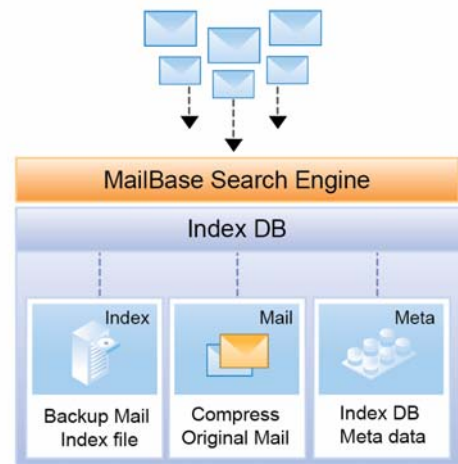 MailBase Search Engine
Index DB
Index
Backup Mail
Index file
Mail
Compress
Original Mail
Meta
Index DB
Meta data